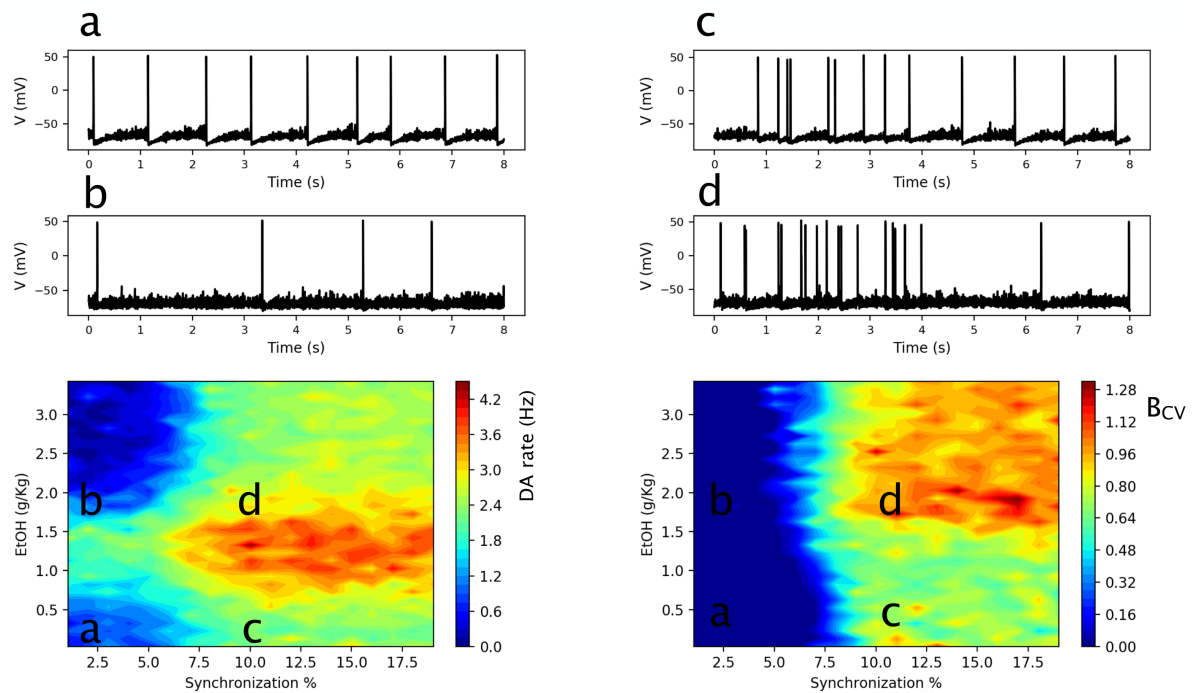 a
50
0
−50
V (mV)
0 1 2 3 4 5 6 7 8
Time (s)
b
50
0
−50
V (mV)
0 1 2 3 4 5 6 7 8
Time (s)
c
50
0
−50
V (mV)
0 1 2 3 4 5 6 7 8
Time (s)
d
50
0
−50
V (mV)
0 1 2 3 4 5 6 7 8
Time (s)
3.0
2.5
2.0
1.5
1.0
0.5
EtOH (g/Kg)
b
d
a
c
2.5 5.0 7.5 10.0 12.5 15.0 17.5
Synchronization %
4.2
3.6
3.0
2.4
1.8
1.2
0.6
0.0
DA rate (Hz)
3.0
2.5
2.0
1.5
1.0
0.5
EtOH (g/Kg)
b
d
a
c
2.5 5.0 7.5 10.0 12.5 15.0 17.5
Synchronization %
1.28
1.12
0.96
0.80
0.64
0.48
0.32
0.16
0.00
BCV